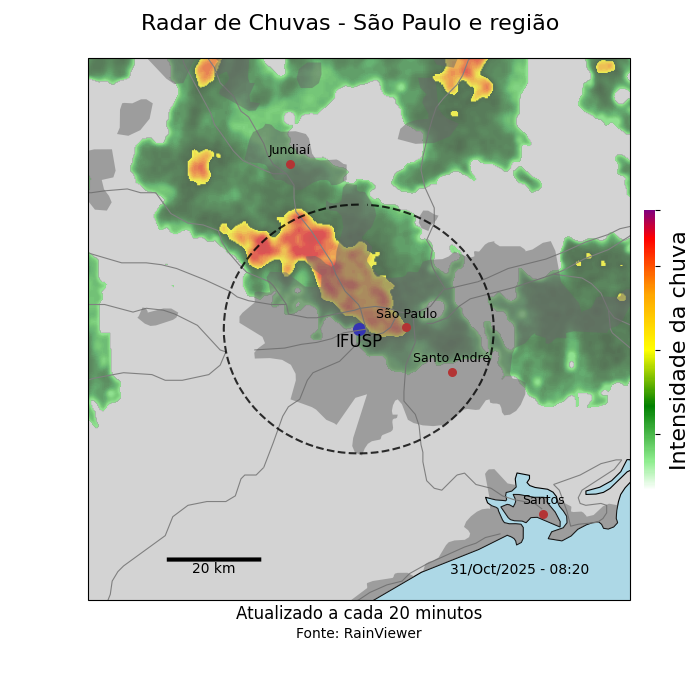 Radar de Chuvas - São Paulo e região
Jundiaí
São Paulo
IFUSP
Santo André
Intensidade da chuva
Santos
20 km
31/Oct/2025 - 08:20
Atualizado a cada 20 minutos
Fonte: RainViewer